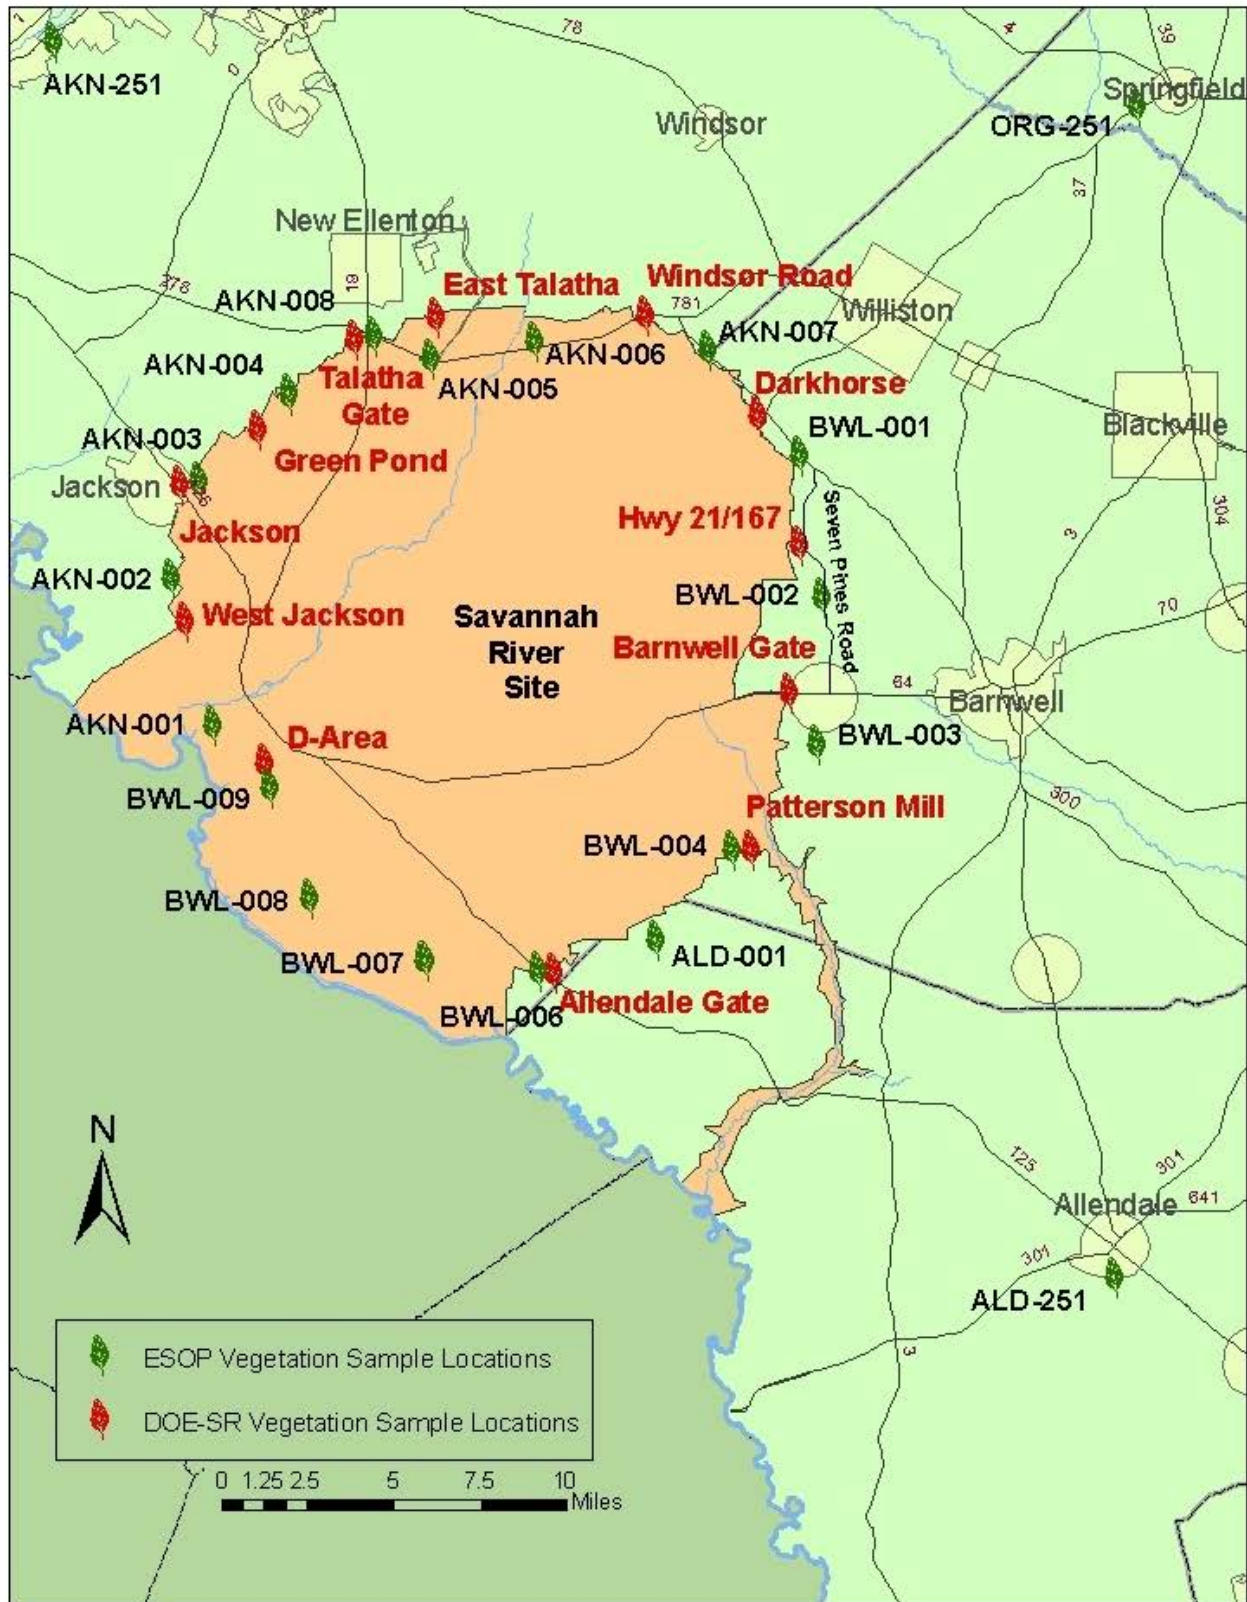 78
4
39
AKN-251
Springfield
0
Windsor
ORG-251
37
New Ellenton
278
19
AKN-008
East Talatha
Windsor Road
781
Williston
AKN-007
AKN-006
AKN-004
Talatha
Gate
AKN-005
Darkhorse
BWL-001
Blackville
AKN-003
Green Pond
Jackson
Hwy 21/167
Seven Pines Road
304
3
Jackson
AKN-002
BWL-002
70
West Jackson
Savannah
River
Site
Barnwell Gate
64
Barnwell
AKN-001
D-Area
BWL-003
BWL-009
Patterson Mill
300
BWL-004
BWL-008
BWL-007
ALD-001
BWL-006
Allendale Gate
N
125
301
641
Allendale
301
ALD-251
3
ESOP Vegetation Sample Locations
DOE-SR Vegetation Sample Locations
0 1.25 2.5 5 7.5 10
Miles